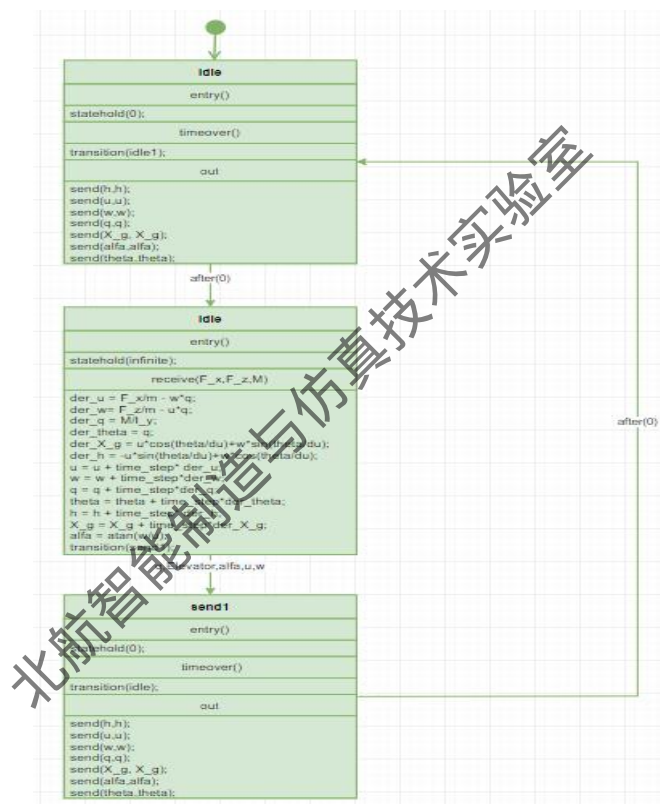 Idle
entry()
statehold(0);
timeover()
transition(idle1);
out
send(h,h);
send(u,u);
send(w,w);
send(q,q);
send(X_g, X_g);
send(alfa,alfa);
send(theta,theta);
after(0)
Idle
entry()
statehold(infinite);
receive(F_x,F_z,M)
der_u = F_x/m - w*q;
der_w= F_z/m - u*q;
der_q = M/I_y;
der_theta = q;
der_X_g = u*cos(theta/du)+w*sin(theta/du);
der_h = -u*sin(theta/du)+w*cos(theta/du);
u = u + time_step* der_u;
w = w + time_step*der_w;
q = q + time_step*der_q;
theta = theta + time_step*der_theta;
h = h + time_step*
X_g = X_g + time_step*der_X_g;
alfa = atan(w/u);
Elevator,alfa,u,w
after(0)
send1
entry()
statehold(0);
timeover()
transition(idle);
out
send(h,h);
send(u,u);
send(w,w);
send(q,q);
send(X_g, X_g);
send(alfa,alfa);
send(theta,theta);
北航智能制造与仿真技术实验室